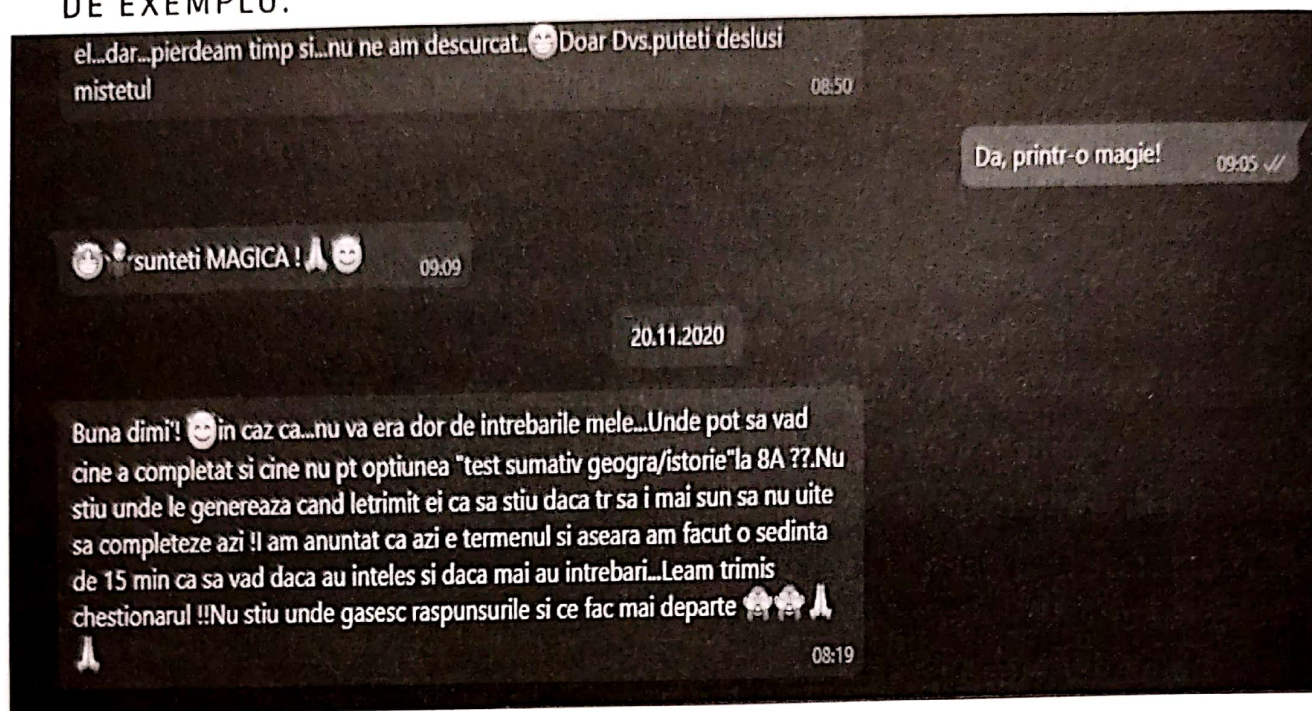 DE EXEMPLU:
el...dar...pierdeam timp si...nu ne am descurcat..😁Doar Dvs.puteti deslusi
mistetul
08:50
Da, printr-o magie!
09:05
sunteti MAGICA !🙏😊
09:09
20.11.2020
Buna dimi'! 😊in caz ca...nu va era dor de intrebarile mele...Unde pot sa vad
cine a completat si cine nu pt optiunea "test sumativ geogra/istorie"la 8A ??.Nu
stiu unde le genereaza cand letrimit ei ca sa stiu daca tr sa i mai sun sa nu uite
sa completeze azi !I am anuntat ca azi e termenul si aseara am facut o sedinta
de 15 min ca sa vad daca au inteles si daca mai au intrebari...Leam trimis
chestionarul !!Nu stiu unde gasesc raspunsurile si ce fac mai departe 🙈🙈🙏
🙏
08:19